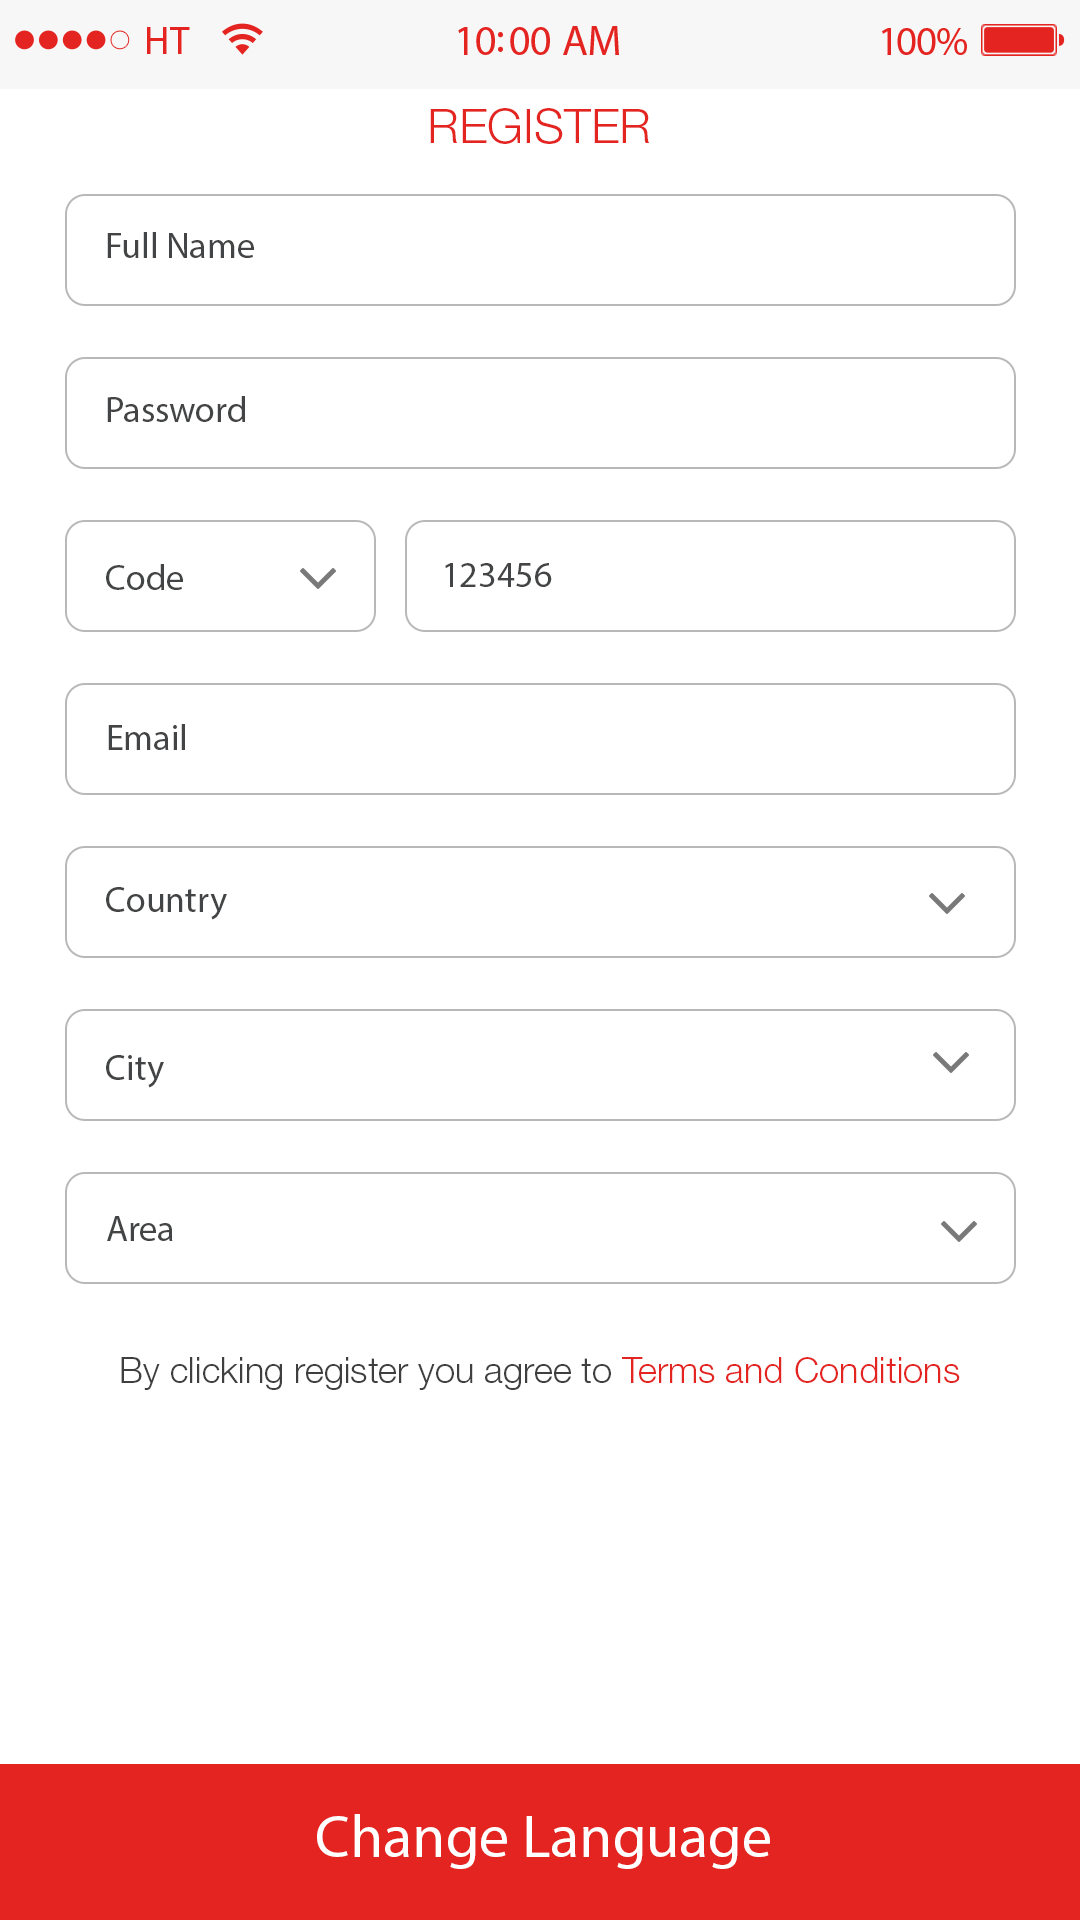 HT 10:00 AM 100%
REGISTER
Full Name
Password
Code 123456
Email
Country
City
Area
By clicking register you agree to Terms and Conditions
Change Language